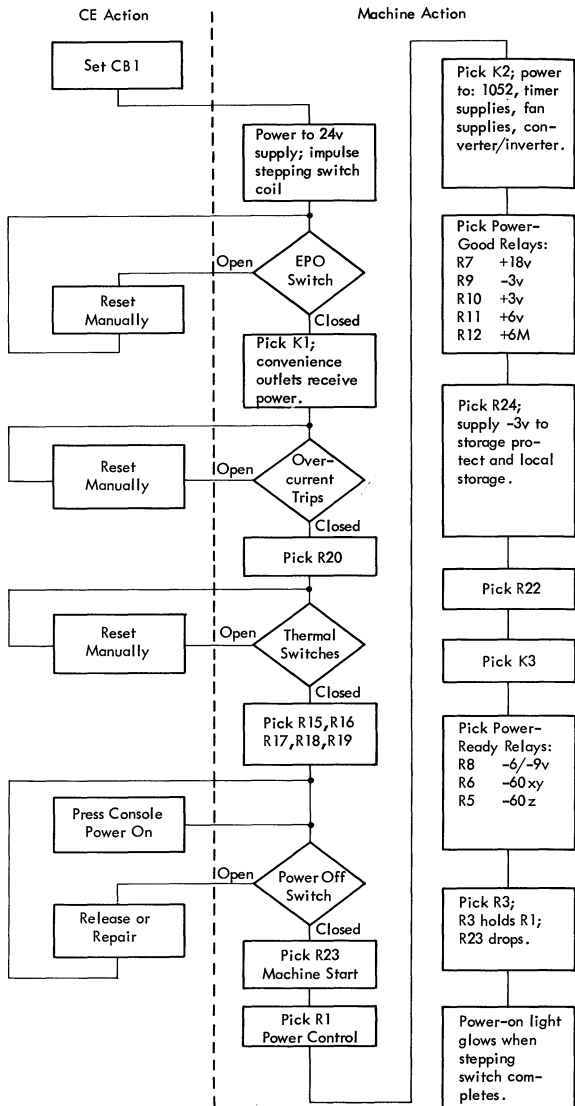 CE Action
Machine Action
Set CB1
Power to 24v
supply; impulse
stepping switch
coil
EPO
Switch
Open
Closed
Reset
Manually
Pick K1;
convenience
outlets receive
power.
Over-
current
Trips
Open
Closed
Reset
Manually
Pick R20
Thermal
Switches
Open
Closed
Reset
Manually
Pick R15,R16
R17,R18,R19
Press Console
Power On
Power Off
Switch
Open
Closed
Release or
Repair
Pick R23
Machine Start
Pick R1
Power Control
Pick K2; power
to: 1052, timer
supplies, fan
supplies, con-
verter/inverter.
Pick Power-
Good Relays:
R7 +18v
R9 -3v
R10 +3v
R11 +6v
R12 +6M
Pick R24;
supply -3v to
storage pro-
tect and local
storage.
Pick R22
Pick K3
Pick Power-
Ready Relays:
R8 -6/-9v
R6 -60xy
R5 -60z
Pick R3;
R3 holds R1;
R23 drops.
Power-on light
glows when
stepping
switch com-
pletes.